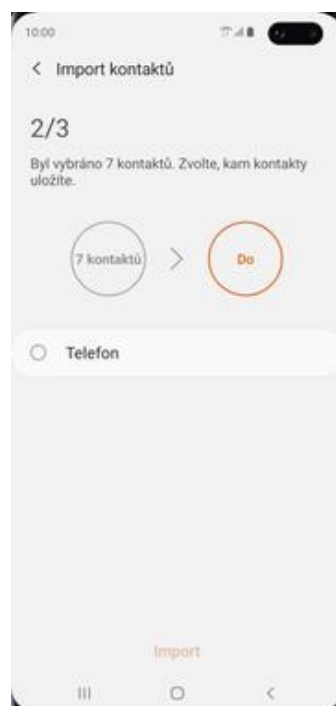 10:00
Import kontaktů
2/3
Byl vybráno 7 kontaktů. Zvolte, kam kontakty
uložíte.
7 kontaktů
Do
Telefon
Import